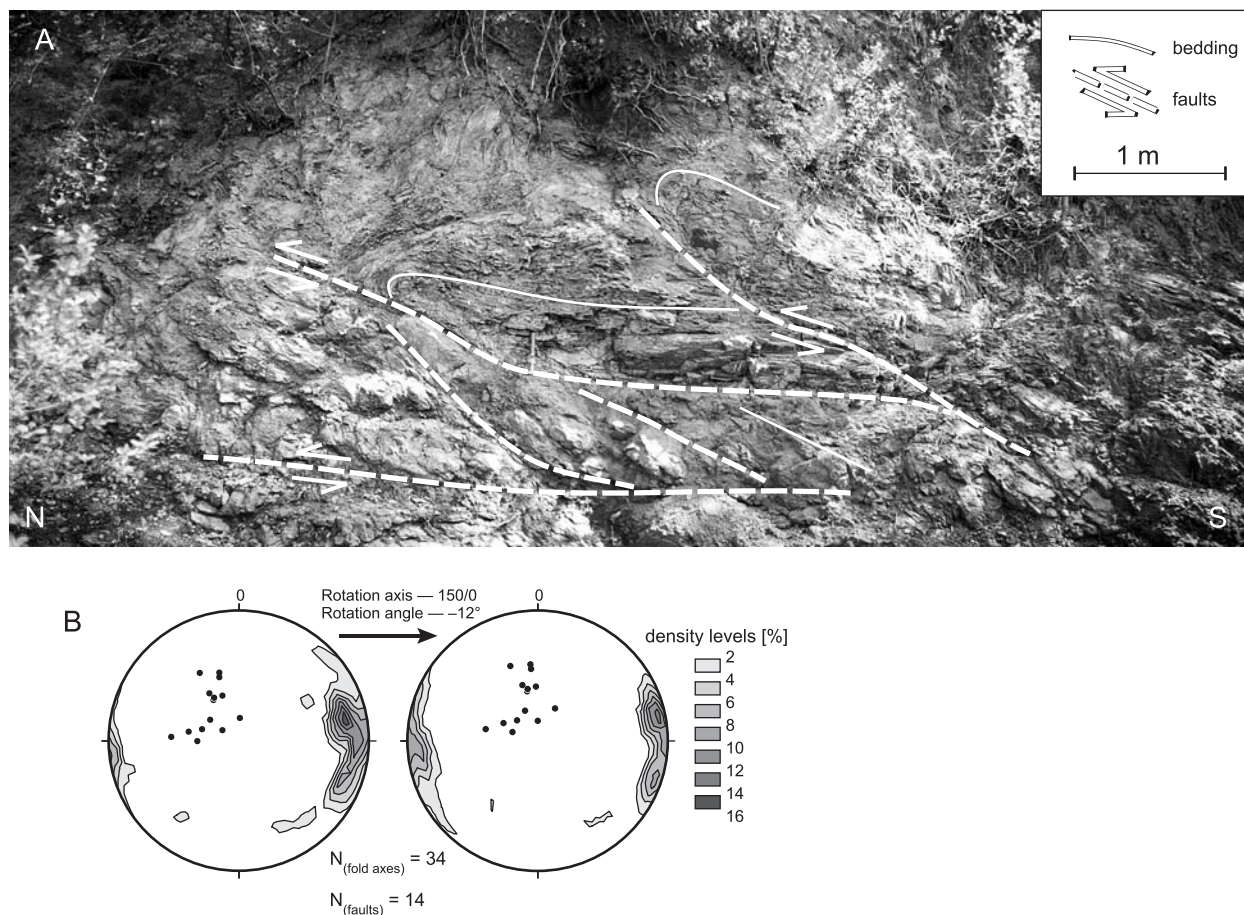 A
bedding
faults
1 m
N
S
B
0
Rotation axis — 150/0
Rotation angle — –12°
0
density levels [%]
2
4
6
8
10
12
14
16
N(fold axes) = 34
N(faults) = 14